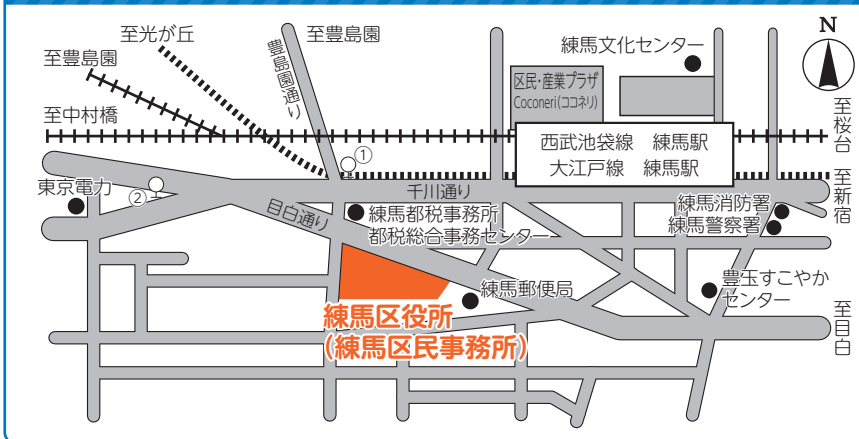 至光が丘
至豊島園
N
至豊島園
豊島園通り
練馬文化センター
区民・産業プラザ
Coconeri(ココネリ)
至中村橋
至桜台
西武池袋線 練馬駅
大江戸線 練馬駅
①
至新宿
東京電力
②
千川通り
目白通り
練馬都税事務所
都税総合事務センター
練馬消防署
練馬警察署
練馬郵便局
豊玉すこやか
センター
至目白
練馬区役所
(練馬区民事務所)